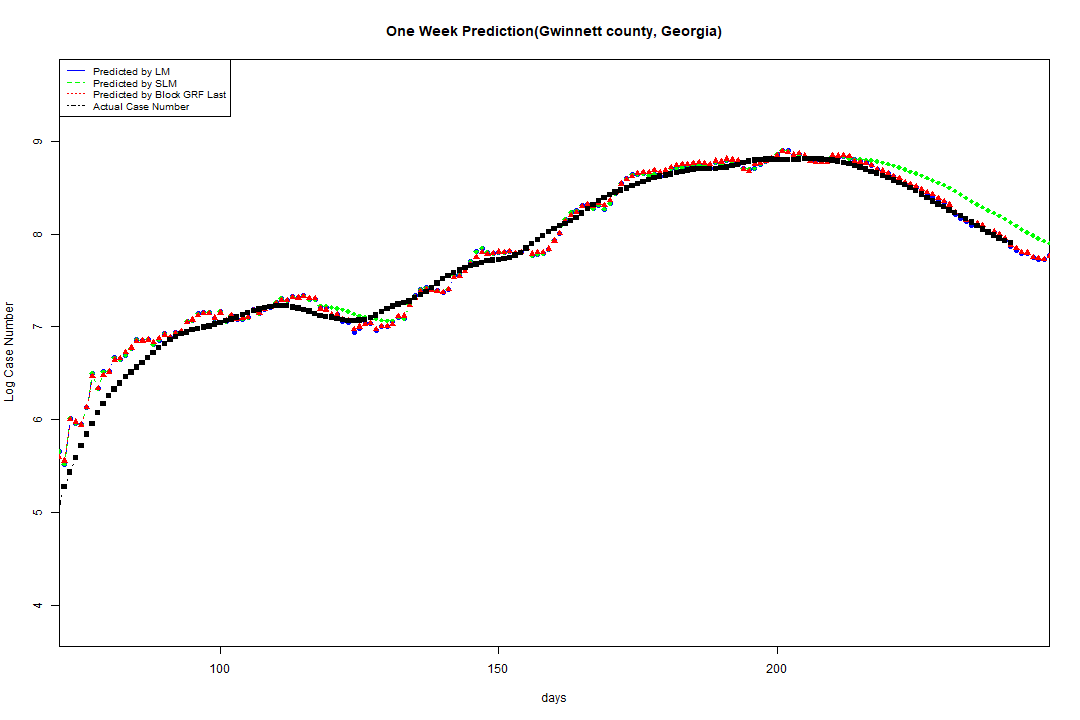 One Week Prediction(Gwinnett county, Georgia)
Predicted by LM
Predicted by SLM
Predicted by Block GRF Last
Actual Case Number
9
8
7
6
5
4
Log Case Number
100 150 200
days